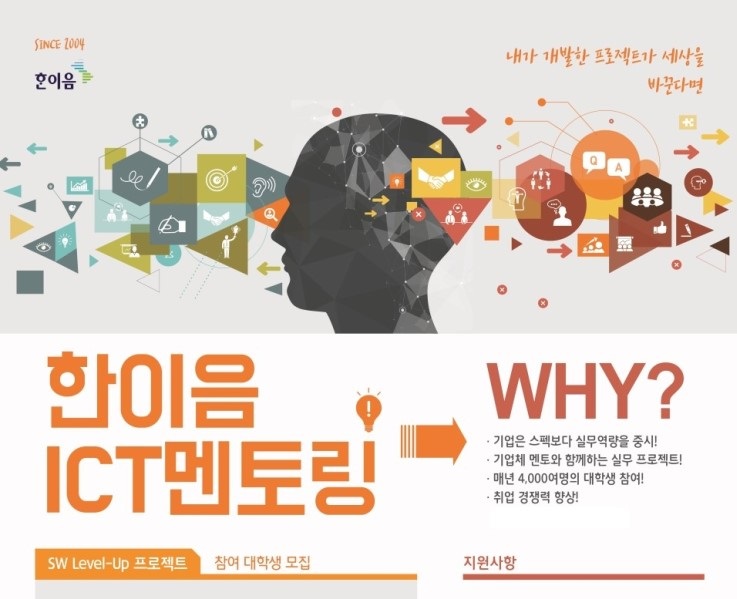 SINCE 2004
한이음
내가 개발한 프로젝트가 세상을
바꾼다면
Q A
한이음
ICT멘토링
WHY?
· 기업은 스펙보다 실무역량을 중시!
· 기업체 멘토와 함께하는 실무 프로젝트!
· 매년 4,000여명의 대학생 참여!
· 취업 경쟁력 향상!
SW Level-Up 프로젝트 참여 대학생 모집
지원사항